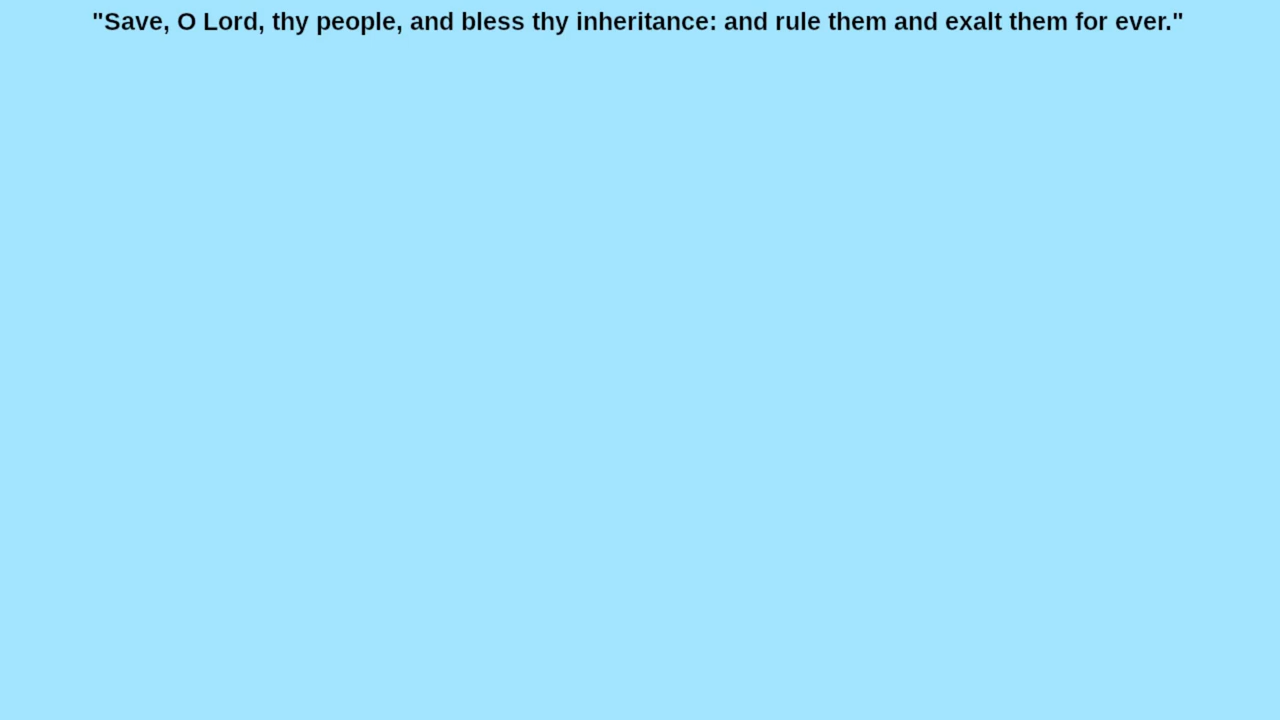 "Save, O Lord, thy people, and bless thy inheritance: and rule them and exalt them for ever."